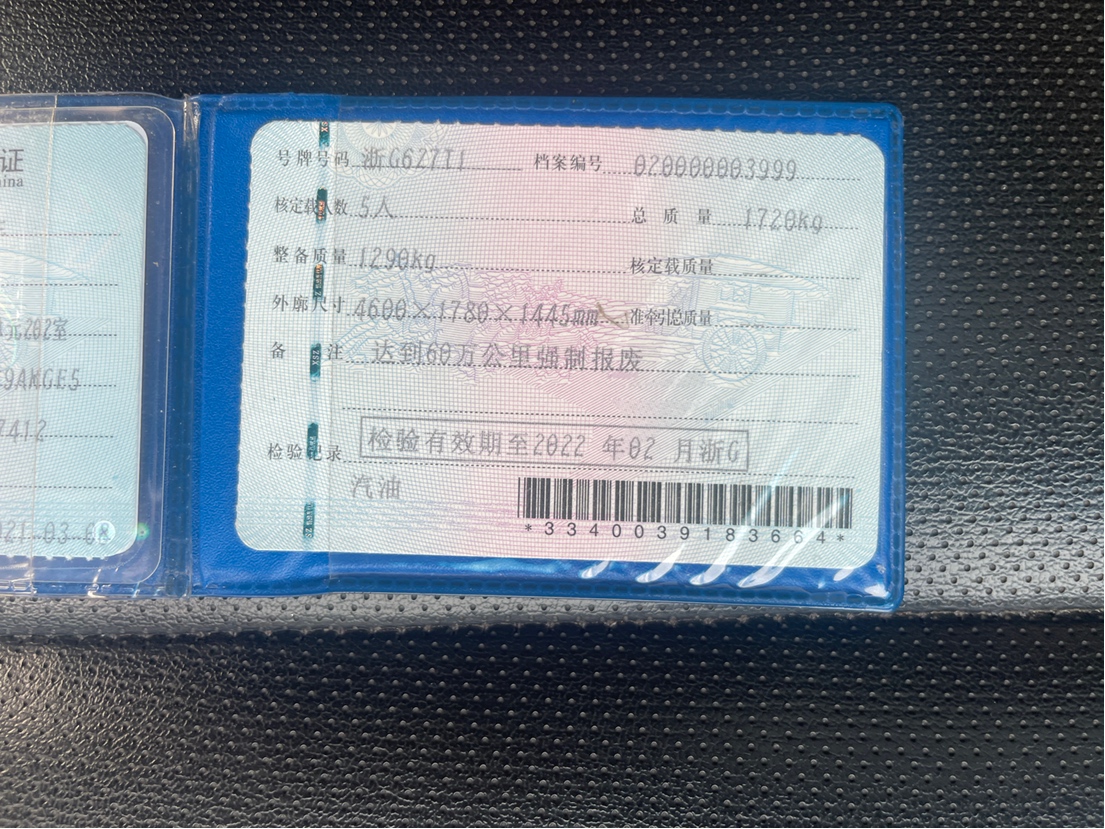 证
ina
元202室
9AKGE5
7412
21-03-0
号牌号码 浙G627T1 档案编号 020000003999
核定载人数 5人 总质量 1720kg
整备质量 1290kg 核定载质量
外廓尺寸 4600×1780×1445mm 准牵引总质量
备注 达到60万公里强制报废
检验记录 检验有效期至2022 年02 月浙G
汽油
*3340039183664*